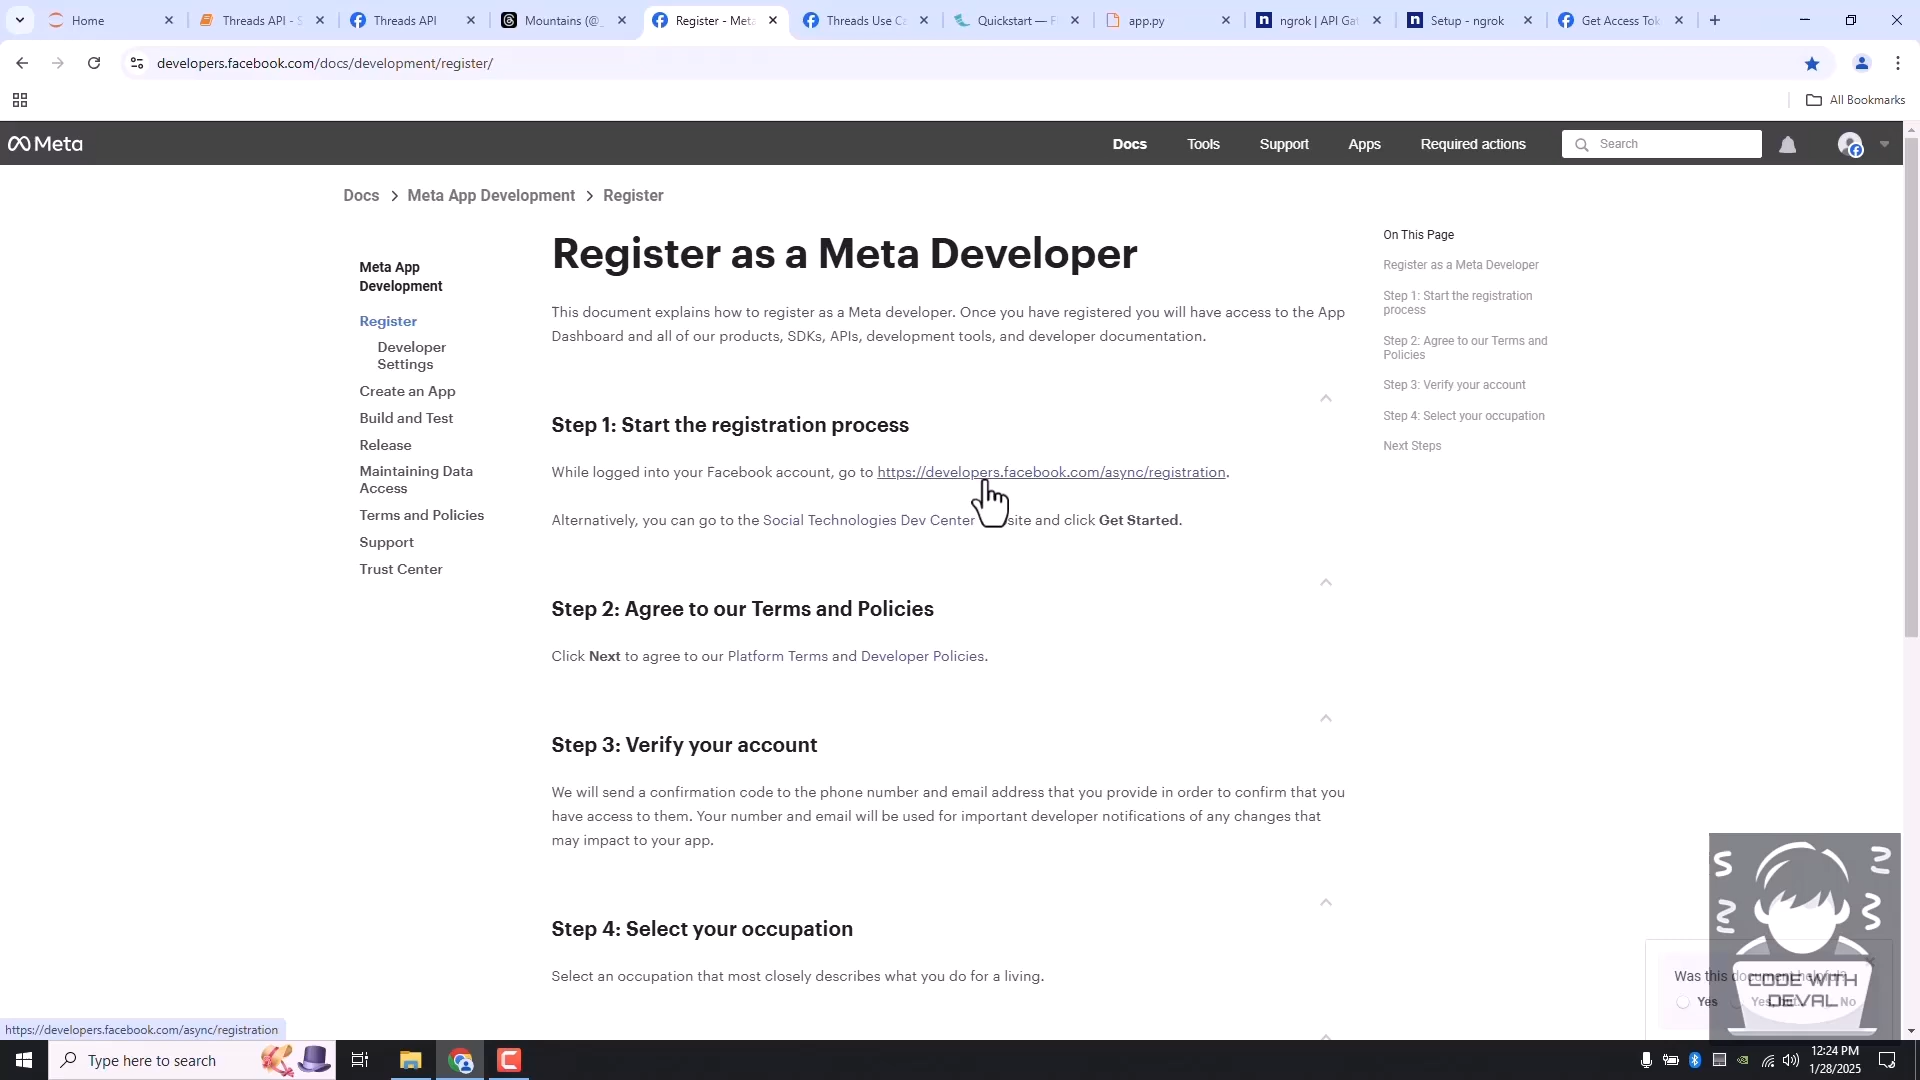 Home
Threads API - S
Threads API
Mountains (@_
Register - Meta
Threads Use Ca
Quickstart — F
app.py
ngrok | API Gat
Setup - ngrok
Get Access Tok
developers.facebook.com/docs/development/register/
All Bookmarks
Meta
Docs
Tools
Support
Apps
Required actions
Search
Docs > Meta App Development > Register
Meta App
Development
Register
Developer
Settings
Create an App
Build and Test
Release
Maintaining Data
Access
Terms and Policies
Support
Trust Center
Register as a Meta Developer
This document explains how to register as a Meta developer. Once you have registered you will have access to the App
Dashboard and all of our products, SDKs, APIs, development tools, and developer documentation.
Step 1: Start the registration process
While logged into your Facebook account, go to https://developers.facebook.com/async/registration.
Alternatively, you can go to the Social Technologies Dev Center site and click Get Started.
Step 2: Agree to our Terms and Policies
Click Next to agree to our Platform Terms and Developer Policies.
Step 3: Verify your account
We will send a confirmation code to the phone number and email address that you provide in order to confirm that you
have access to them. Your number and email will be used for important developer notifications of any changes that
may impact to your app.
Step 4: Select your occupation
Select an occupation that most closely describes what you do for a living.
On This Page
Register as a Meta Developer
Step 1: Start the registration
process
Step 2: Agree to our Terms and
Policies
Step 3: Verify your account
Step 4: Select your occupation
Next Steps
Was this document helpful?
Yes
Yes, but..
No
CODE WITH
DEVAL
https://developers.facebook.com/async/registration
Type here to search
12:24 PM
1/28/2025